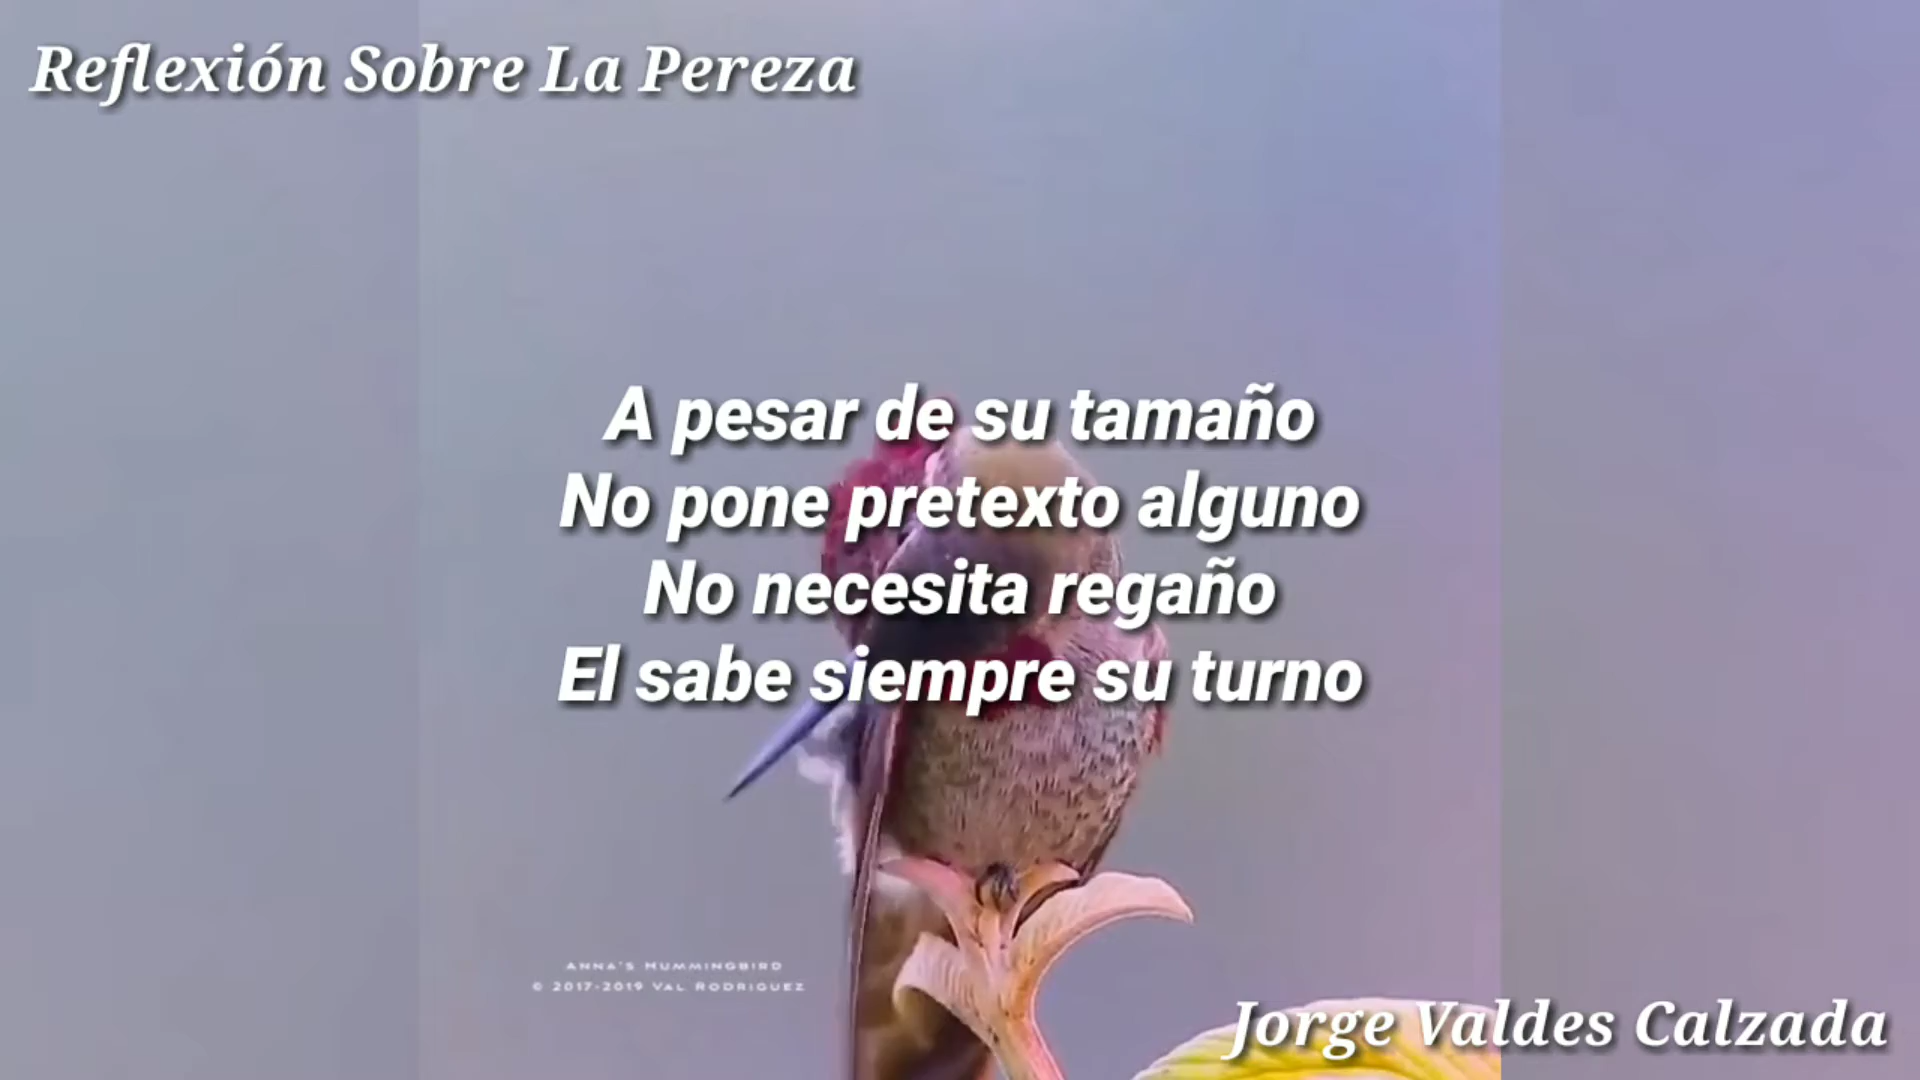 Reflexión Sobre La Pereza
A pesar de su tamaño
No pone pretexto alguno
No necesita regaño
El sabe siempre su turno
ANNA'S HUMMINGBIRD
© 2017-2019 VAL RODRIGUEZ
Jorge Valdes Calzada